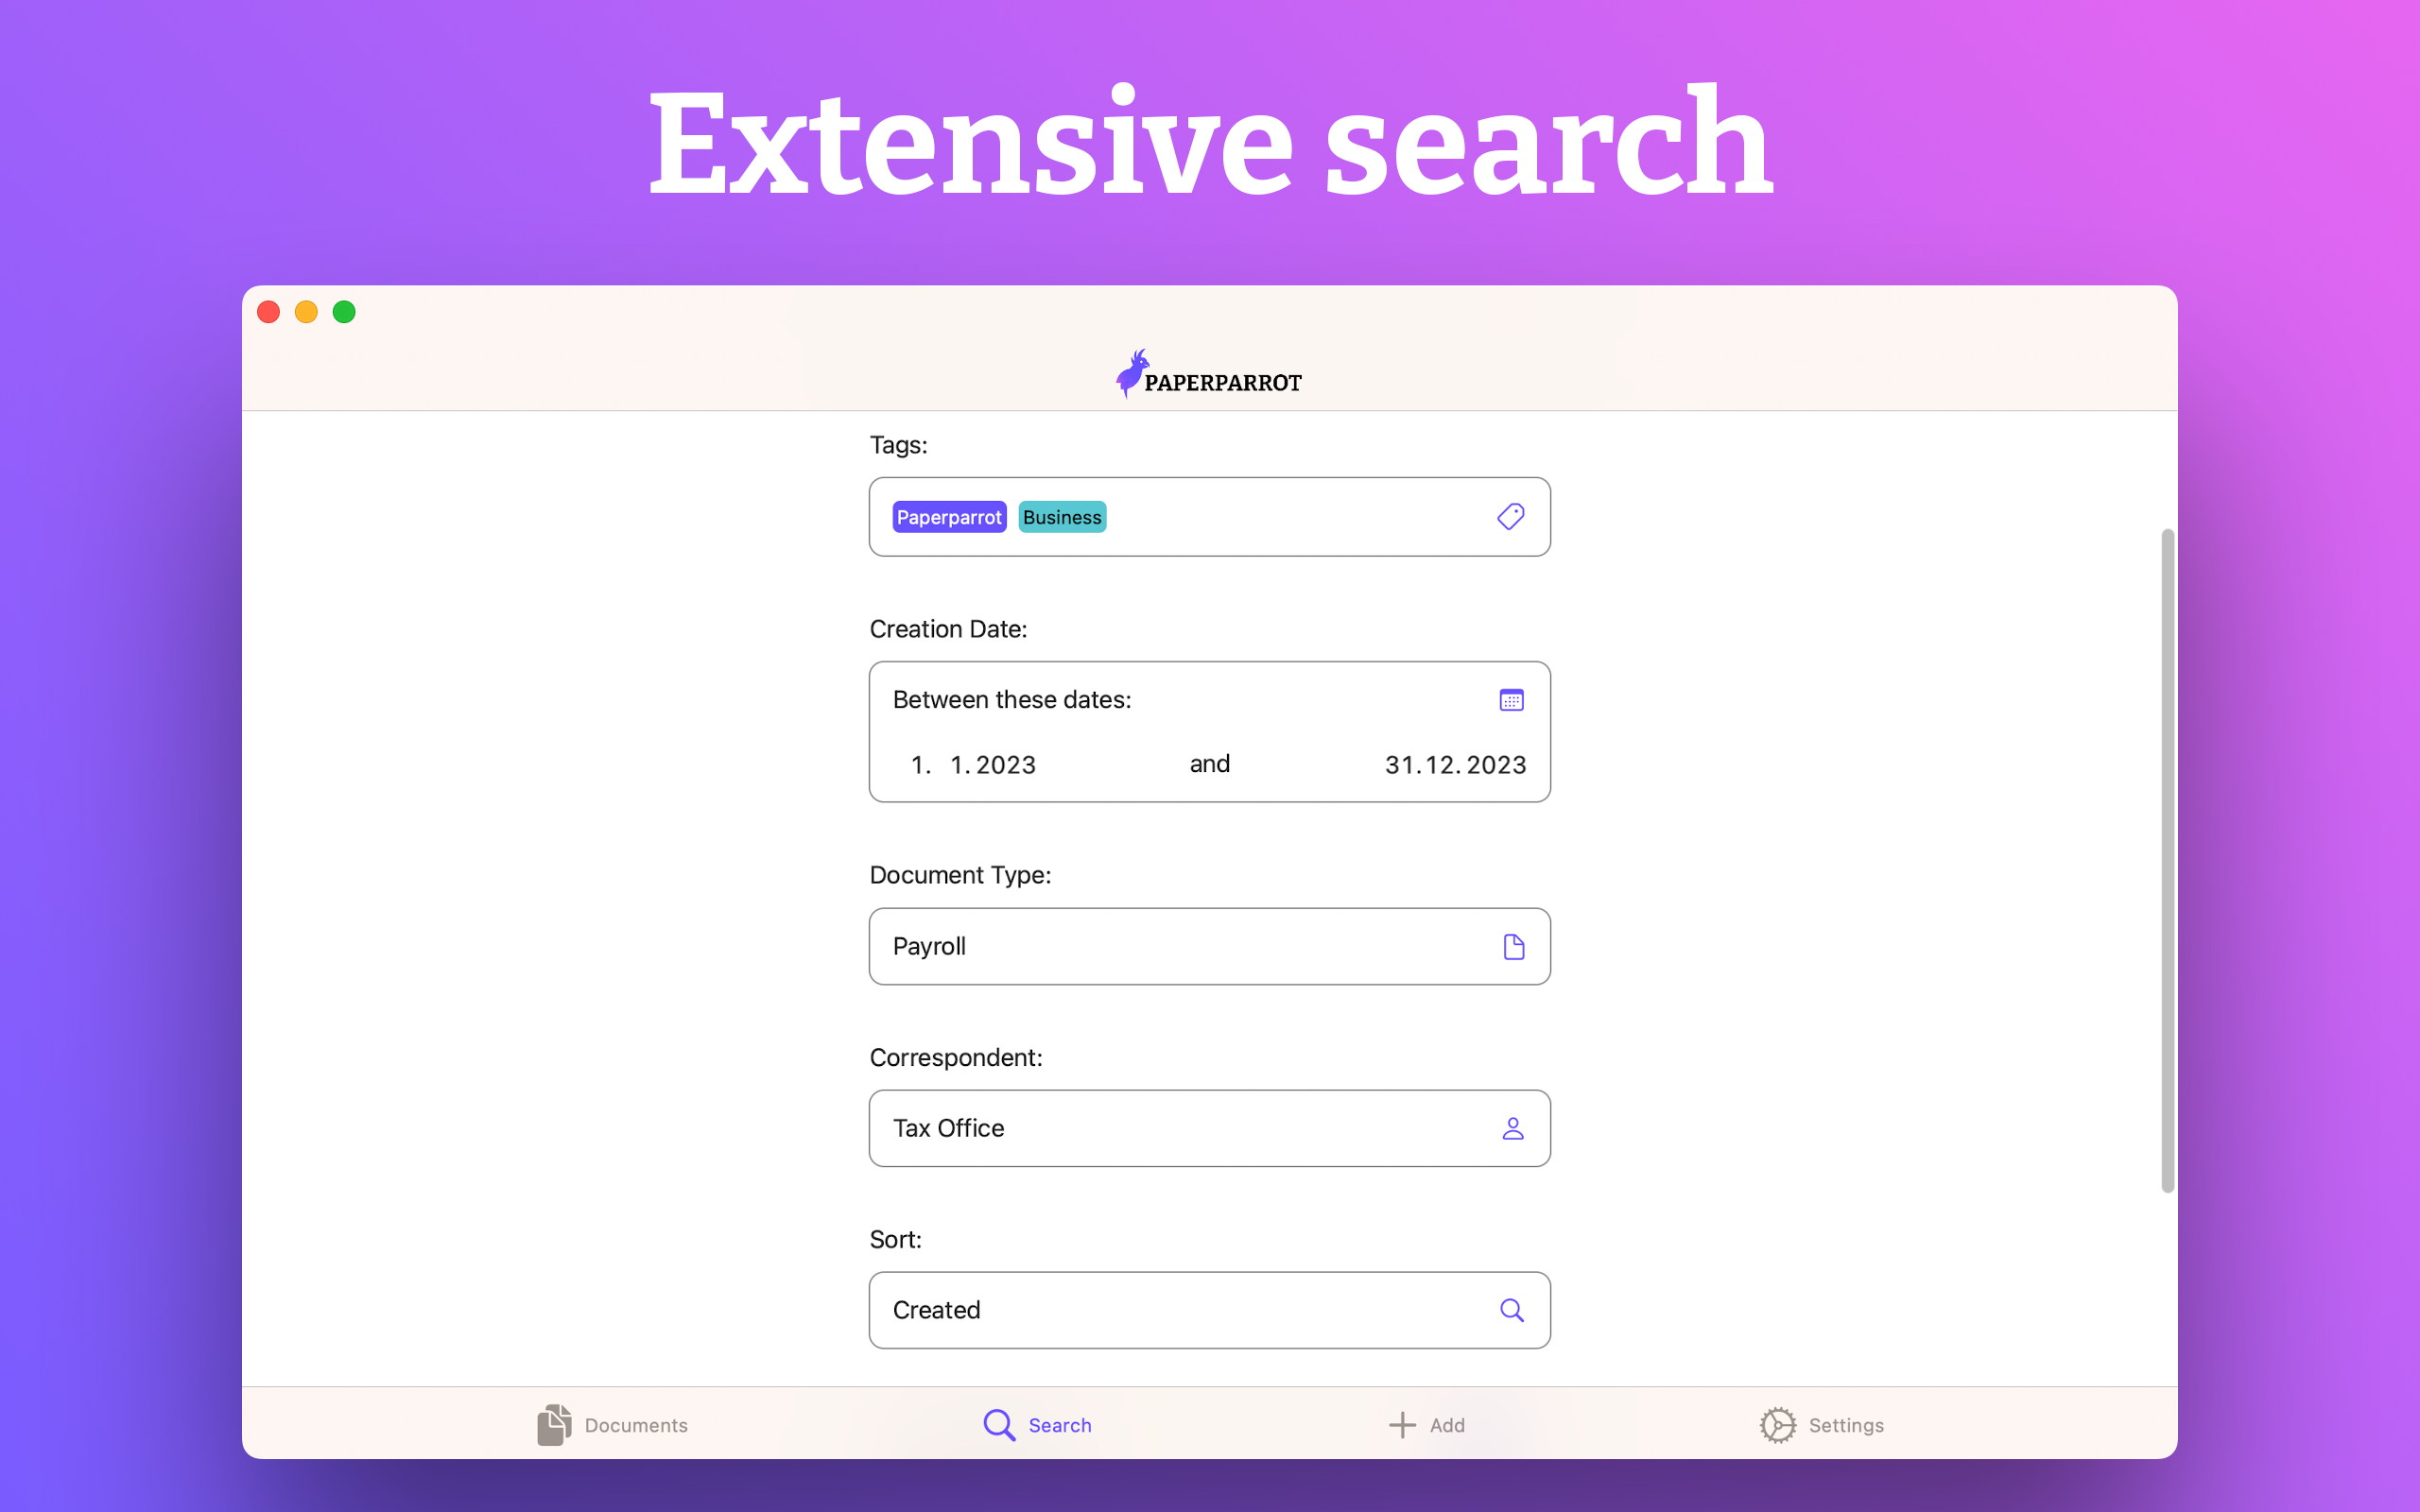 Extensive search
PAPERPARROT
Tags:
Paperparrot Business
Creation Date:
Between these dates:
1. 1.2023 and 31.12.2023
Document Type:
Payroll
Correspondent:
Tax Office
Sort:
Created
Documents Search Add Settings